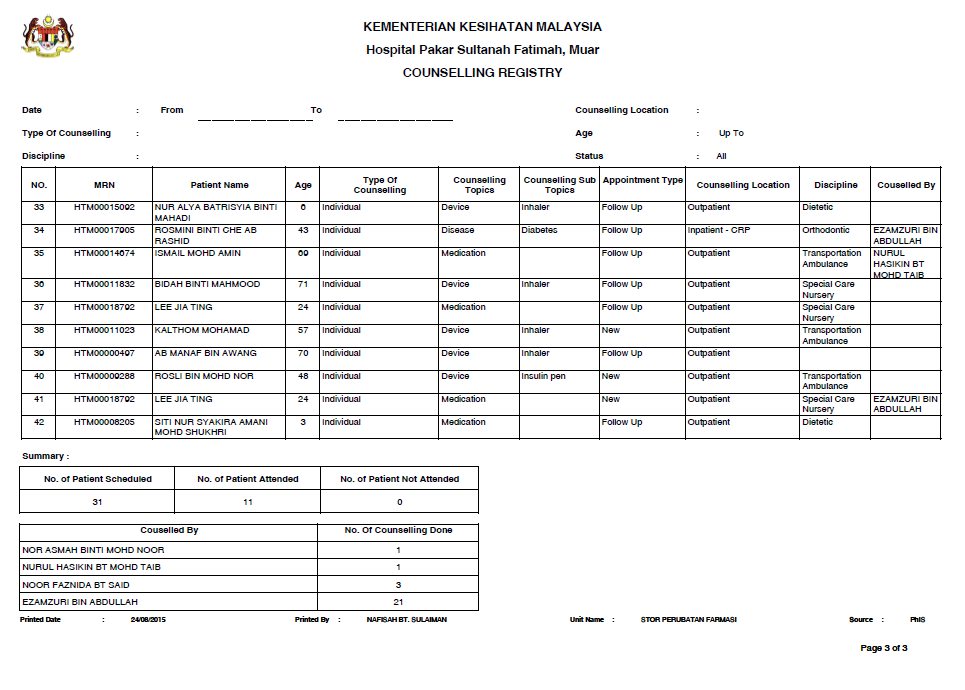 KEMENTERIAN KESIHATAN MALAYSIA
Hospital Pakar Sultanah Fatimah, Muar
COUNSELLING REGISTRY
Date : From To Counselling Location :
Type Of Counselling : Age : Up To
Discipline : Status : All
NO. MRN Patient Name Age Type Of Counselling Counselling Topics Counselling Sub Topics Appointment Type Counselling Location Discipline Couselled By
33 HTM00015092 NUR ALYA BATRISYIA BINTI MAHADI 6 Individual Device Inhaler Follow Up Outpatient Dietetic
34 HTM00017905 ROSMINI BINTI CHE AB RASHID 43 Individual Disease Diabetes Follow Up Inpatient - CRP Orthodontic EZAMZURI BIN ABDULLAH
35 HTM00014674 ISMAIL MOHD AMIN 69 Individual Medication Follow Up Outpatient Transportation Ambulance NURUL HASIKIN BT MOHD TAIB
36 HTM00011832 BIDAH BINTI MAHMOOD 71 Individual Device Inhaler Follow Up Outpatient Special Care Nursery
37 HTM00018792 LEE JIA TING 24 Individual Medication Follow Up Outpatient Special Care Nursery
38 HTM00011023 KALTHOM MOHAMAD 57 Individual Device Inhaler New Outpatient Transportation Ambulance
39 HTM00000497 AB MANAF BIN AWANG 70 Individual Device Inhaler Follow Up Outpatient
40 HTM00009288 ROSLI BIN MOHD NOR 48 Individual Device Insulin pen New Outpatient Transportation Ambulance
41 HTM00018792 LEE JIA TING 24 Individual Medication New Outpatient Special Care Nursery EZAMZURI BIN ABDULLAH
42 HTM00008205 SITI NUR SYAKIRA AMANI MOHD SHUKHRI 3 Individual Medication Follow Up Outpatient Dietetic
Summary :
No. of Patient Scheduled No. of Patient Attended No. of Patient Not Attended
31 11 0
Couselled By No. Of Counselling Done
NOR ASMAH BINTI MOHD NOOR 1
NURUL HASIKIN BT MOHD TAIB 1
NOOR FAZNIDA BT SAID 3
EZAMZURI BIN ABDULLAH 21
Printed Date : 24/08/2015 Printed By : NAFISAH BT. SULAIMAN Unit Name : STOR PERUBATAN FARMASI Source : PhIS
Page 3 of 3